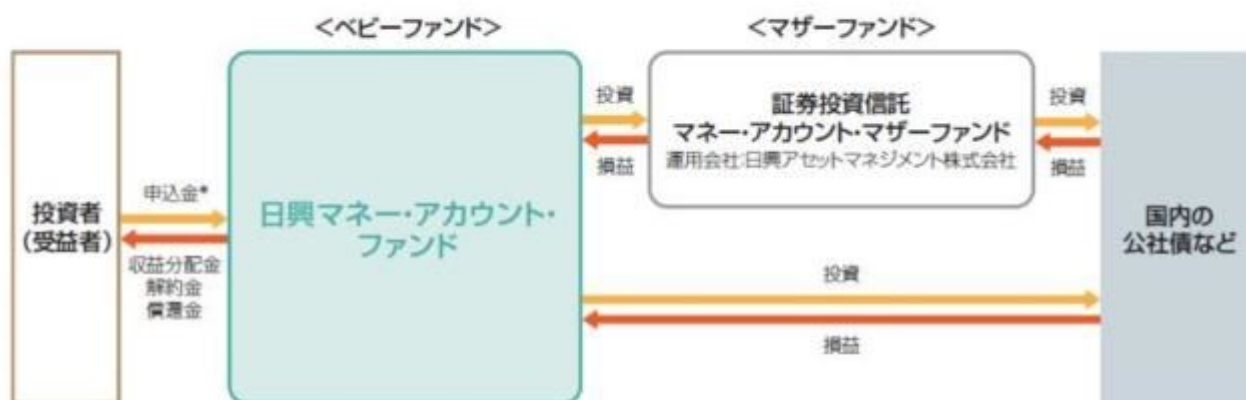 ＜ベビーファンド＞
＜マザーファンド＞
投資者
（受益者）
申込金*
収益分配金
解約金
償還金
日興マネー・アカウント・
ファンド
投資
損益
証券投資信託
マネー・アカウント・マザーファンド
運用会社:日興アセットマネジメント株式会社
投資
損益
投資
損益
国内の
公社債など